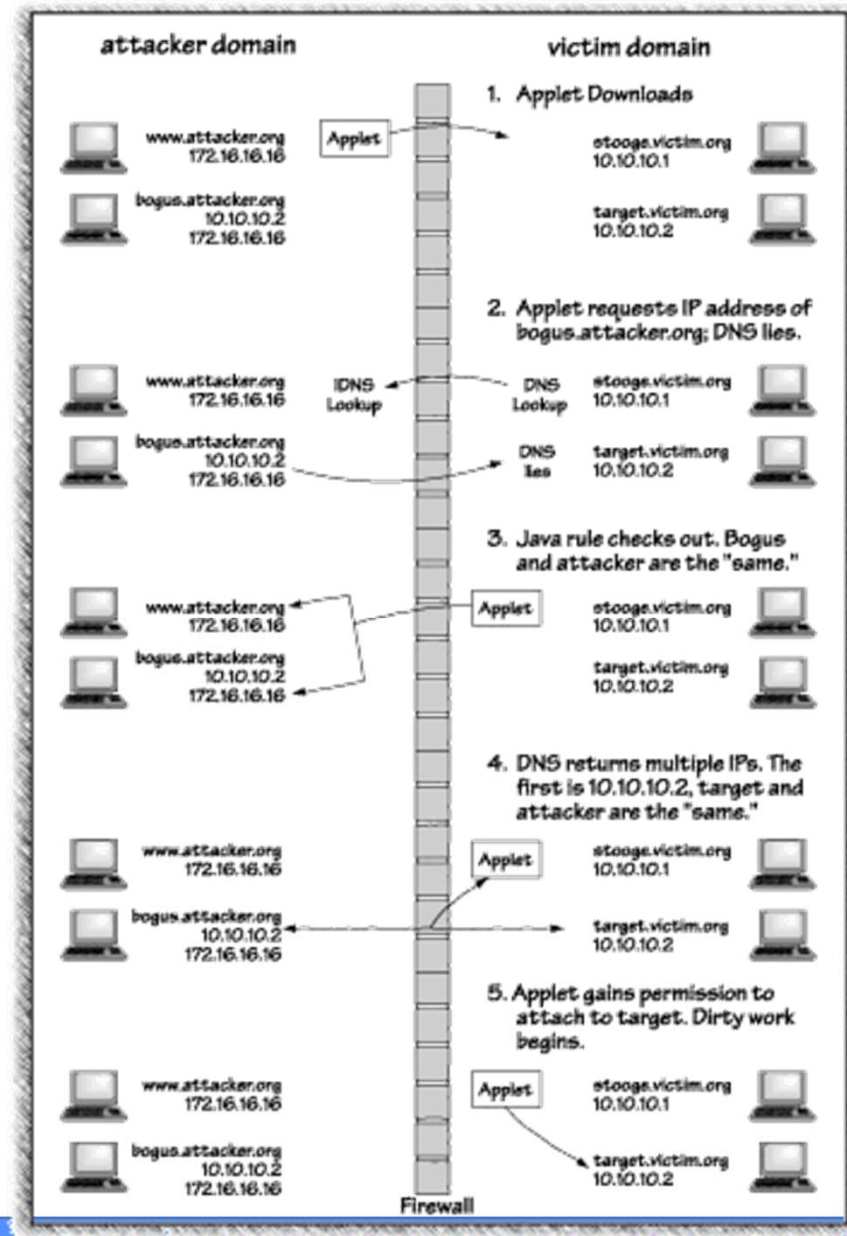 attacker domain
victim domain
1. Applet Downloads
www.attacker.org
172.16.16.16
Applet
stooge.victim.org
10.10.10.1
bogus.attacker.org
10.10.10.2
172.16.16.16
target.victim.org
10.10.10.2
2. Applet requests IP address of
bogus.attacker.org; DNS lies.
www.attacker.org
172.16.16.16
IDNS
Lookup
DNS
Lookup
stooge.victim.org
10.10.10.1
bogus.attacker.org
10.10.10.2
172.16.16.16
DNS
lies
target.victim.org
10.10.10.2
3. Java rule checks out. Bogus
and attacker are the "same."
www.attacker.org
172.16.16.16
Applet
stooge.victim.org
10.10.10.1
bogus.attacker.org
10.10.10.2
172.16.16.16
target.victim.org
10.10.10.2
4. DNS returns multiple IPs. The
first is 10.10.10.2, target and
attacker are the "same."
www.attacker.org
172.16.16.16
Applet
stooge.victim.org
10.10.10.1
bogus.attacker.org
10.10.10.2
172.16.16.16
target.victim.org
10.10.10.2
5. Applet gains permission to
attach to target. Dirty work
begins.
www.attacker.org
172.16.16.16
Applet
stooge.victim.org
10.10.10.1
bogus.attacker.org
10.10.10.2
172.16.16.16
target.victim.org
10.10.10.2
Firewall